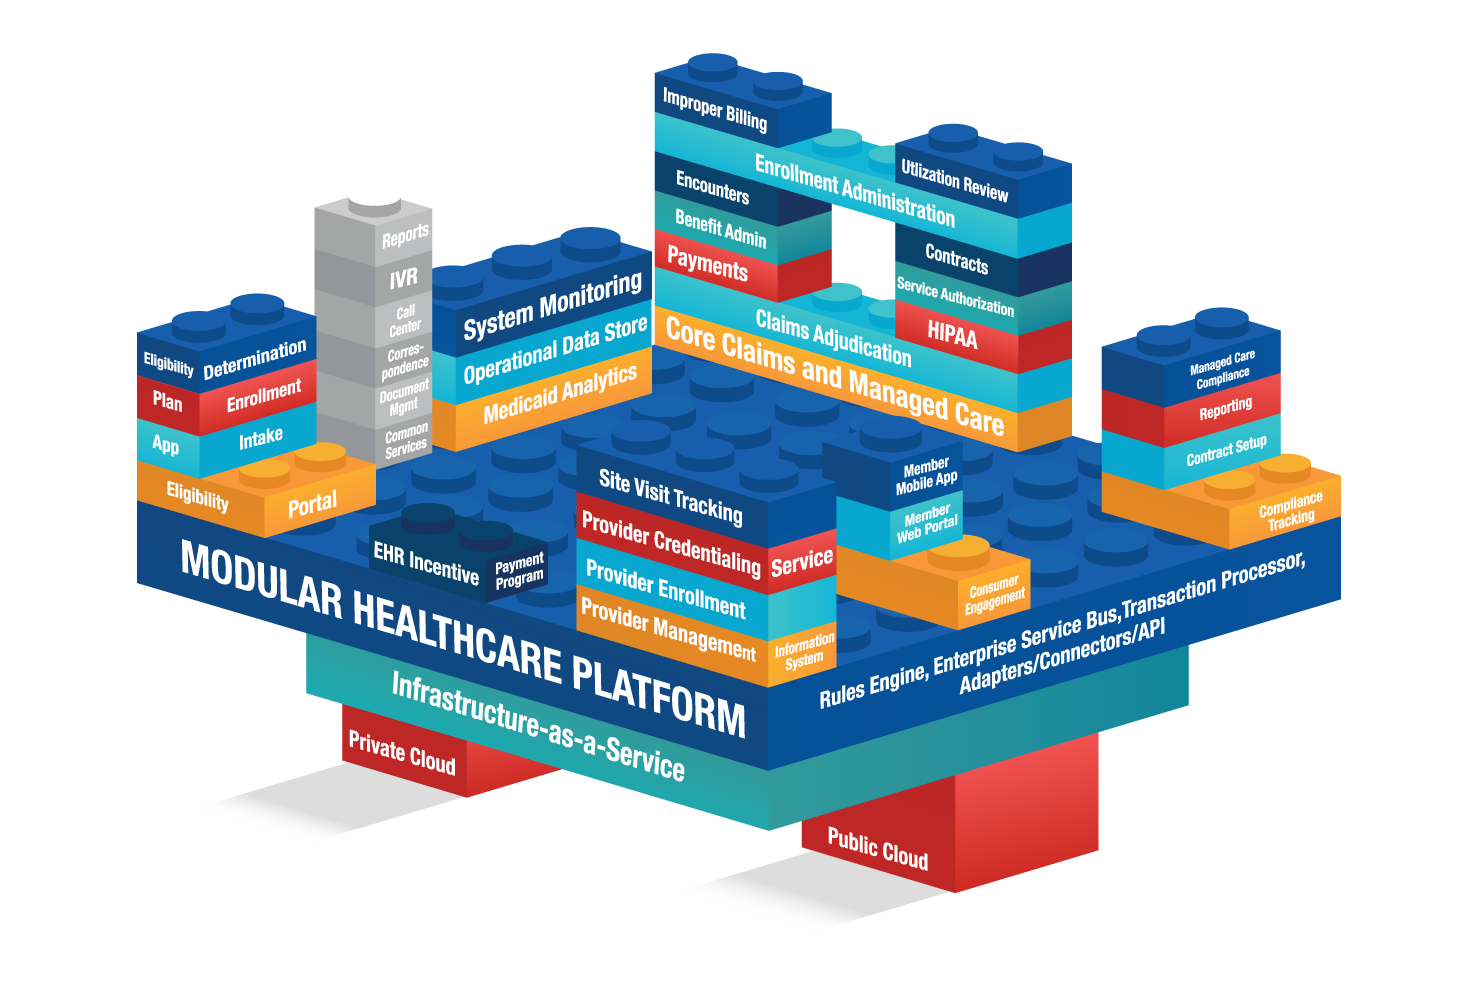 Improper Billing
Enrollment Administration
Encounters
Benefit Admin
Payments
Utlization Review
Contracts
Service Authorization
HIPAA
Claims Adjudication
Core Claims and Managed Care
Reports
IVR
Call
Center
Corres-
pondence
Document
Mgmt
Common
Services
System Monitoring
Operational Data Store
Medicaid Analytics
Eligibility Determination
Plan Enrollment
App Intake
Eligibility Portal
Managed Care
Compliance
Reporting
Contract Setup
Compliance
Tracking
Member
Mobile App
Member
Web Portal
Consumer
Engagement
Site Visit Tracking
Provider Credentialing Service
Provider Enrollment
Provider Management Information
System
EHR Incentive Payment
Program
MODULAR HEALTHCARE PLATFORM
Rules Engine, Enterprise Service Bus,Transaction Processor,
Adapters/Connectors/API
Infrastructure-as-a-Service
Private Cloud
Public Cloud